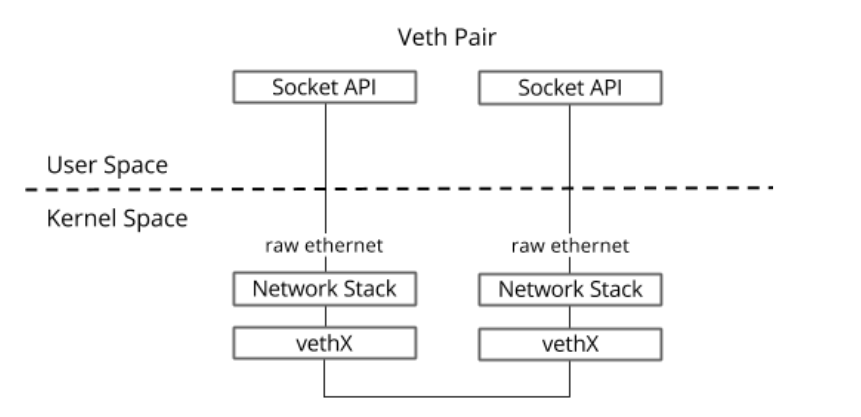 Veth Pair
Socket API
Socket API
User Space
Kernel Space
raw ethernet
raw ethernet
Network Stack
Network Stack
vethX
vethX